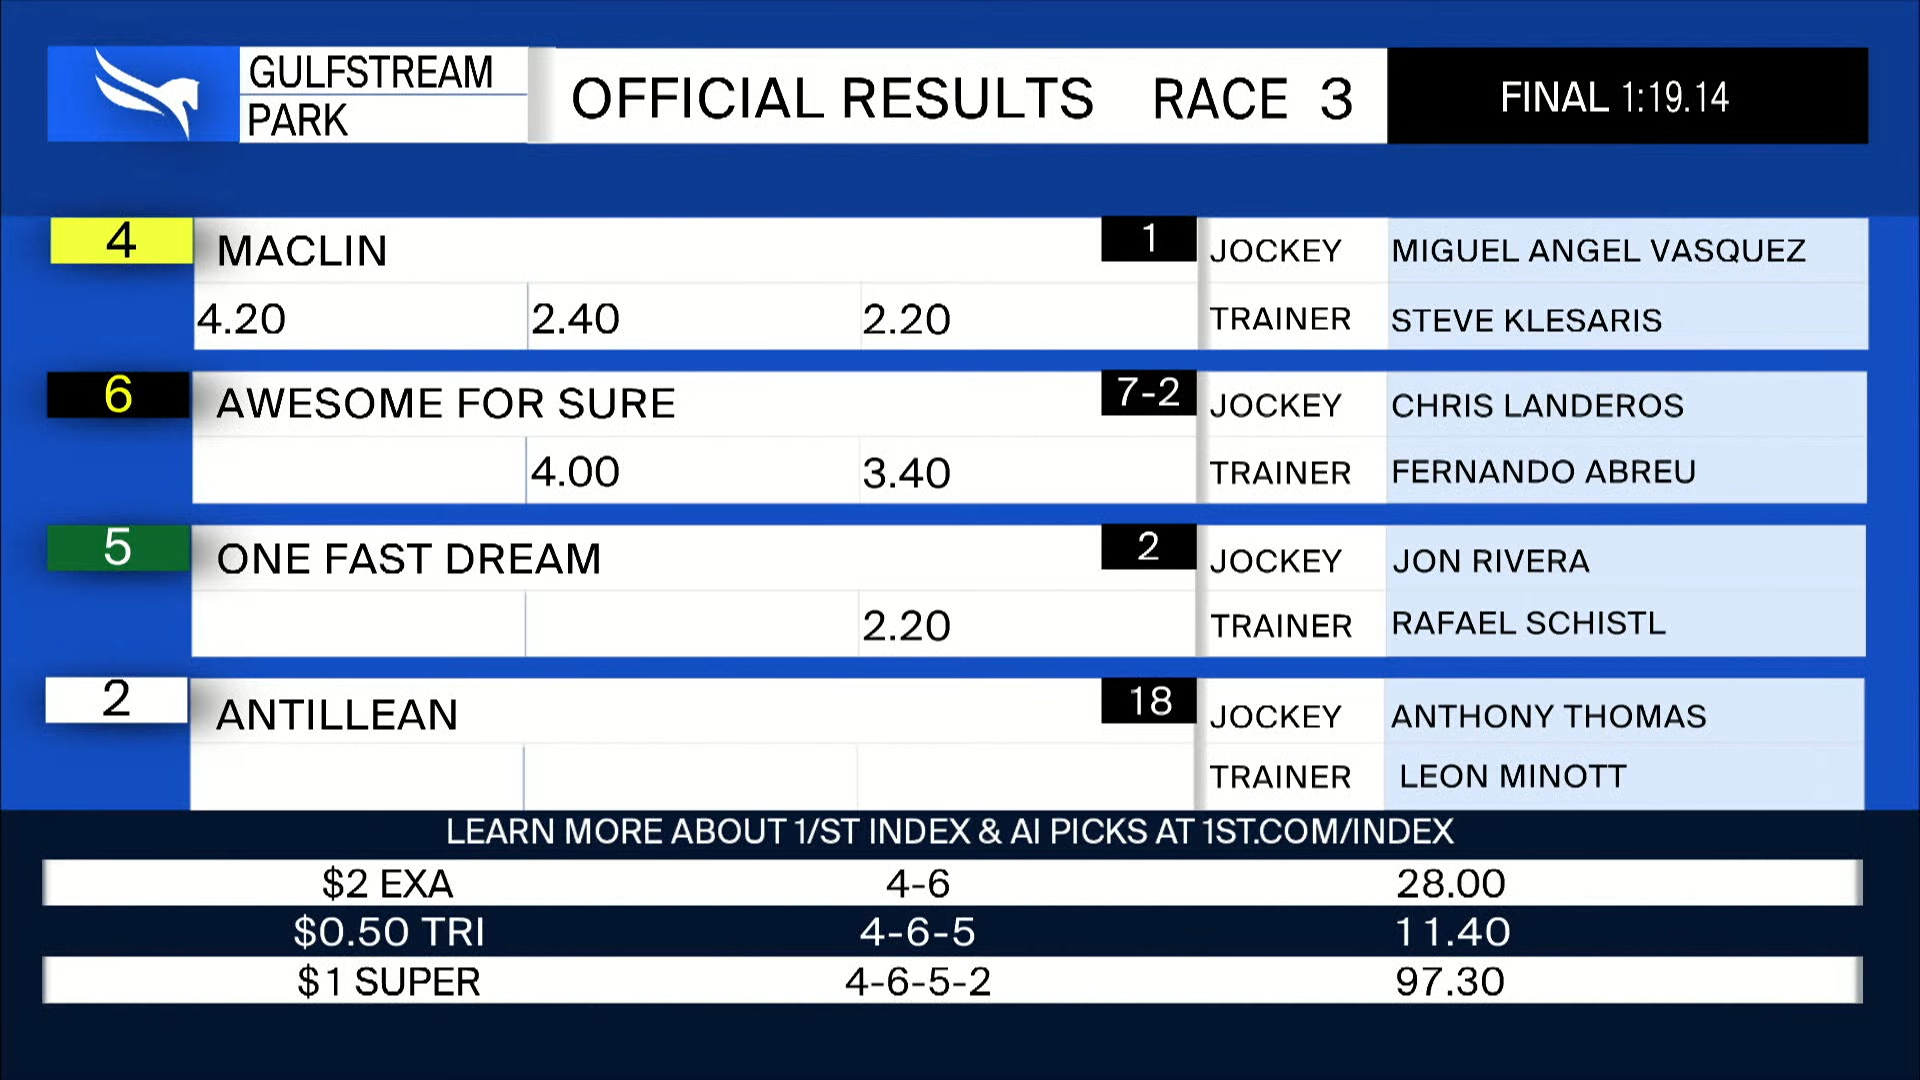 GULFSTREAM
PARK
OFFICIAL RESULTS RACE 3
FINAL 1:19.14
4 MACLIN 1 JOCKEY MIGUEL ANGEL VASQUEZ
4.20 2.40 2.20 TRAINER STEVE KLESARIS
6 AWESOME FOR SURE 7-2 JOCKEY CHRIS LANDEROS
4.00 3.40 TRAINER FERNANDO ABREU
5 ONE FAST DREAM 2 JOCKEY JON RIVERA
2.20 TRAINER RAFAEL SCHISTL
2 ANTILLEAN 18 JOCKEY ANTHONY THOMAS
TRAINER LEON MINOTT
LEARN MORE ABOUT 1/ST INDEX & AI PICKS AT 1ST.COM/INDEX
$2 EXA 4-6 28.00
$0.50 TRI 4-6-5 11.40
$1 SUPER 4-6-5-2 97.30